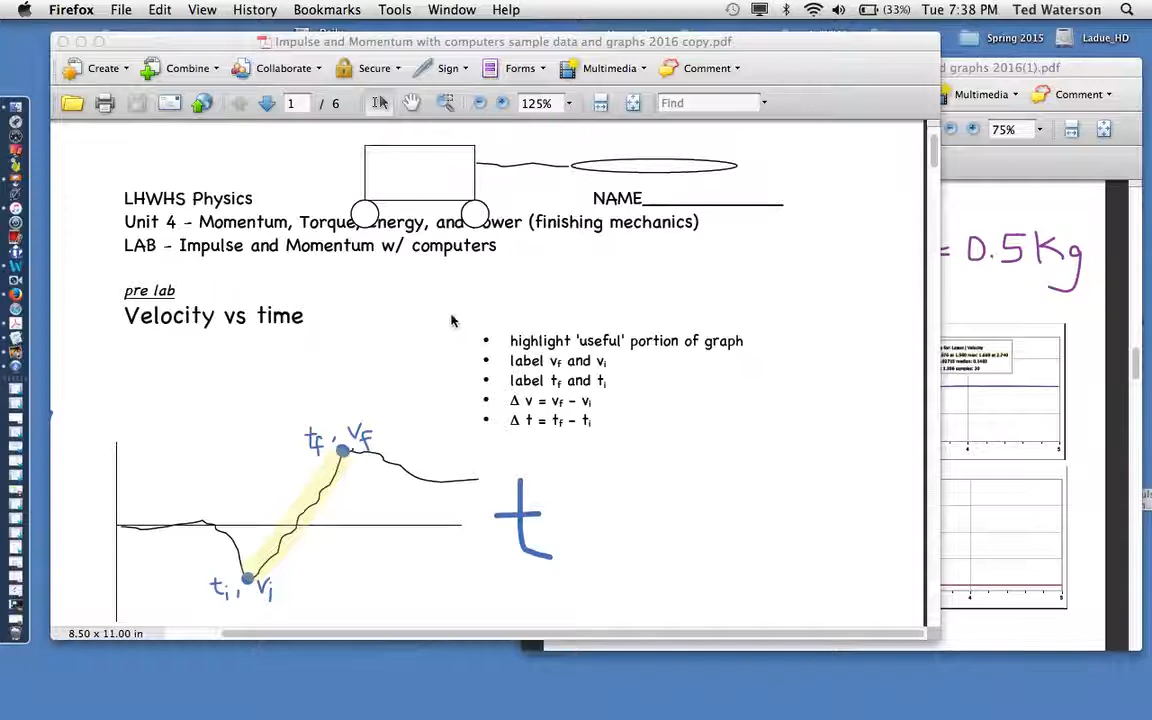 Firefox File Edit View History Bookmarks Tools Window Help (33%) Tue 7:38 PM Ted Waterson
Spring 2015 Ladue_HD
Impulse and Momentum with computers sample data and graphs 2016 copy.pdf
d graphs 2016(1).pdf
Create Combine Collaborate Secure Sign Forms Multimedia Comment
Multimedia Comment
1 / 6 125% Find
75%
LHWHS Physics NAME
Unit 4 - Momentum, Torque, Energy, and Power (finishing mechanics)
LAB - Impulse and Momentum w/ computers
= 0.5 Kg
pre lab
Velocity vs time
• highlight 'useful' portion of graph
• label vf and vi
• label tf and ti
• Δ v = vf - vi
• Δ t = tf - ti
tf, vf
t
ti, vi
4 5
4 5
8.50 x 11.00 in